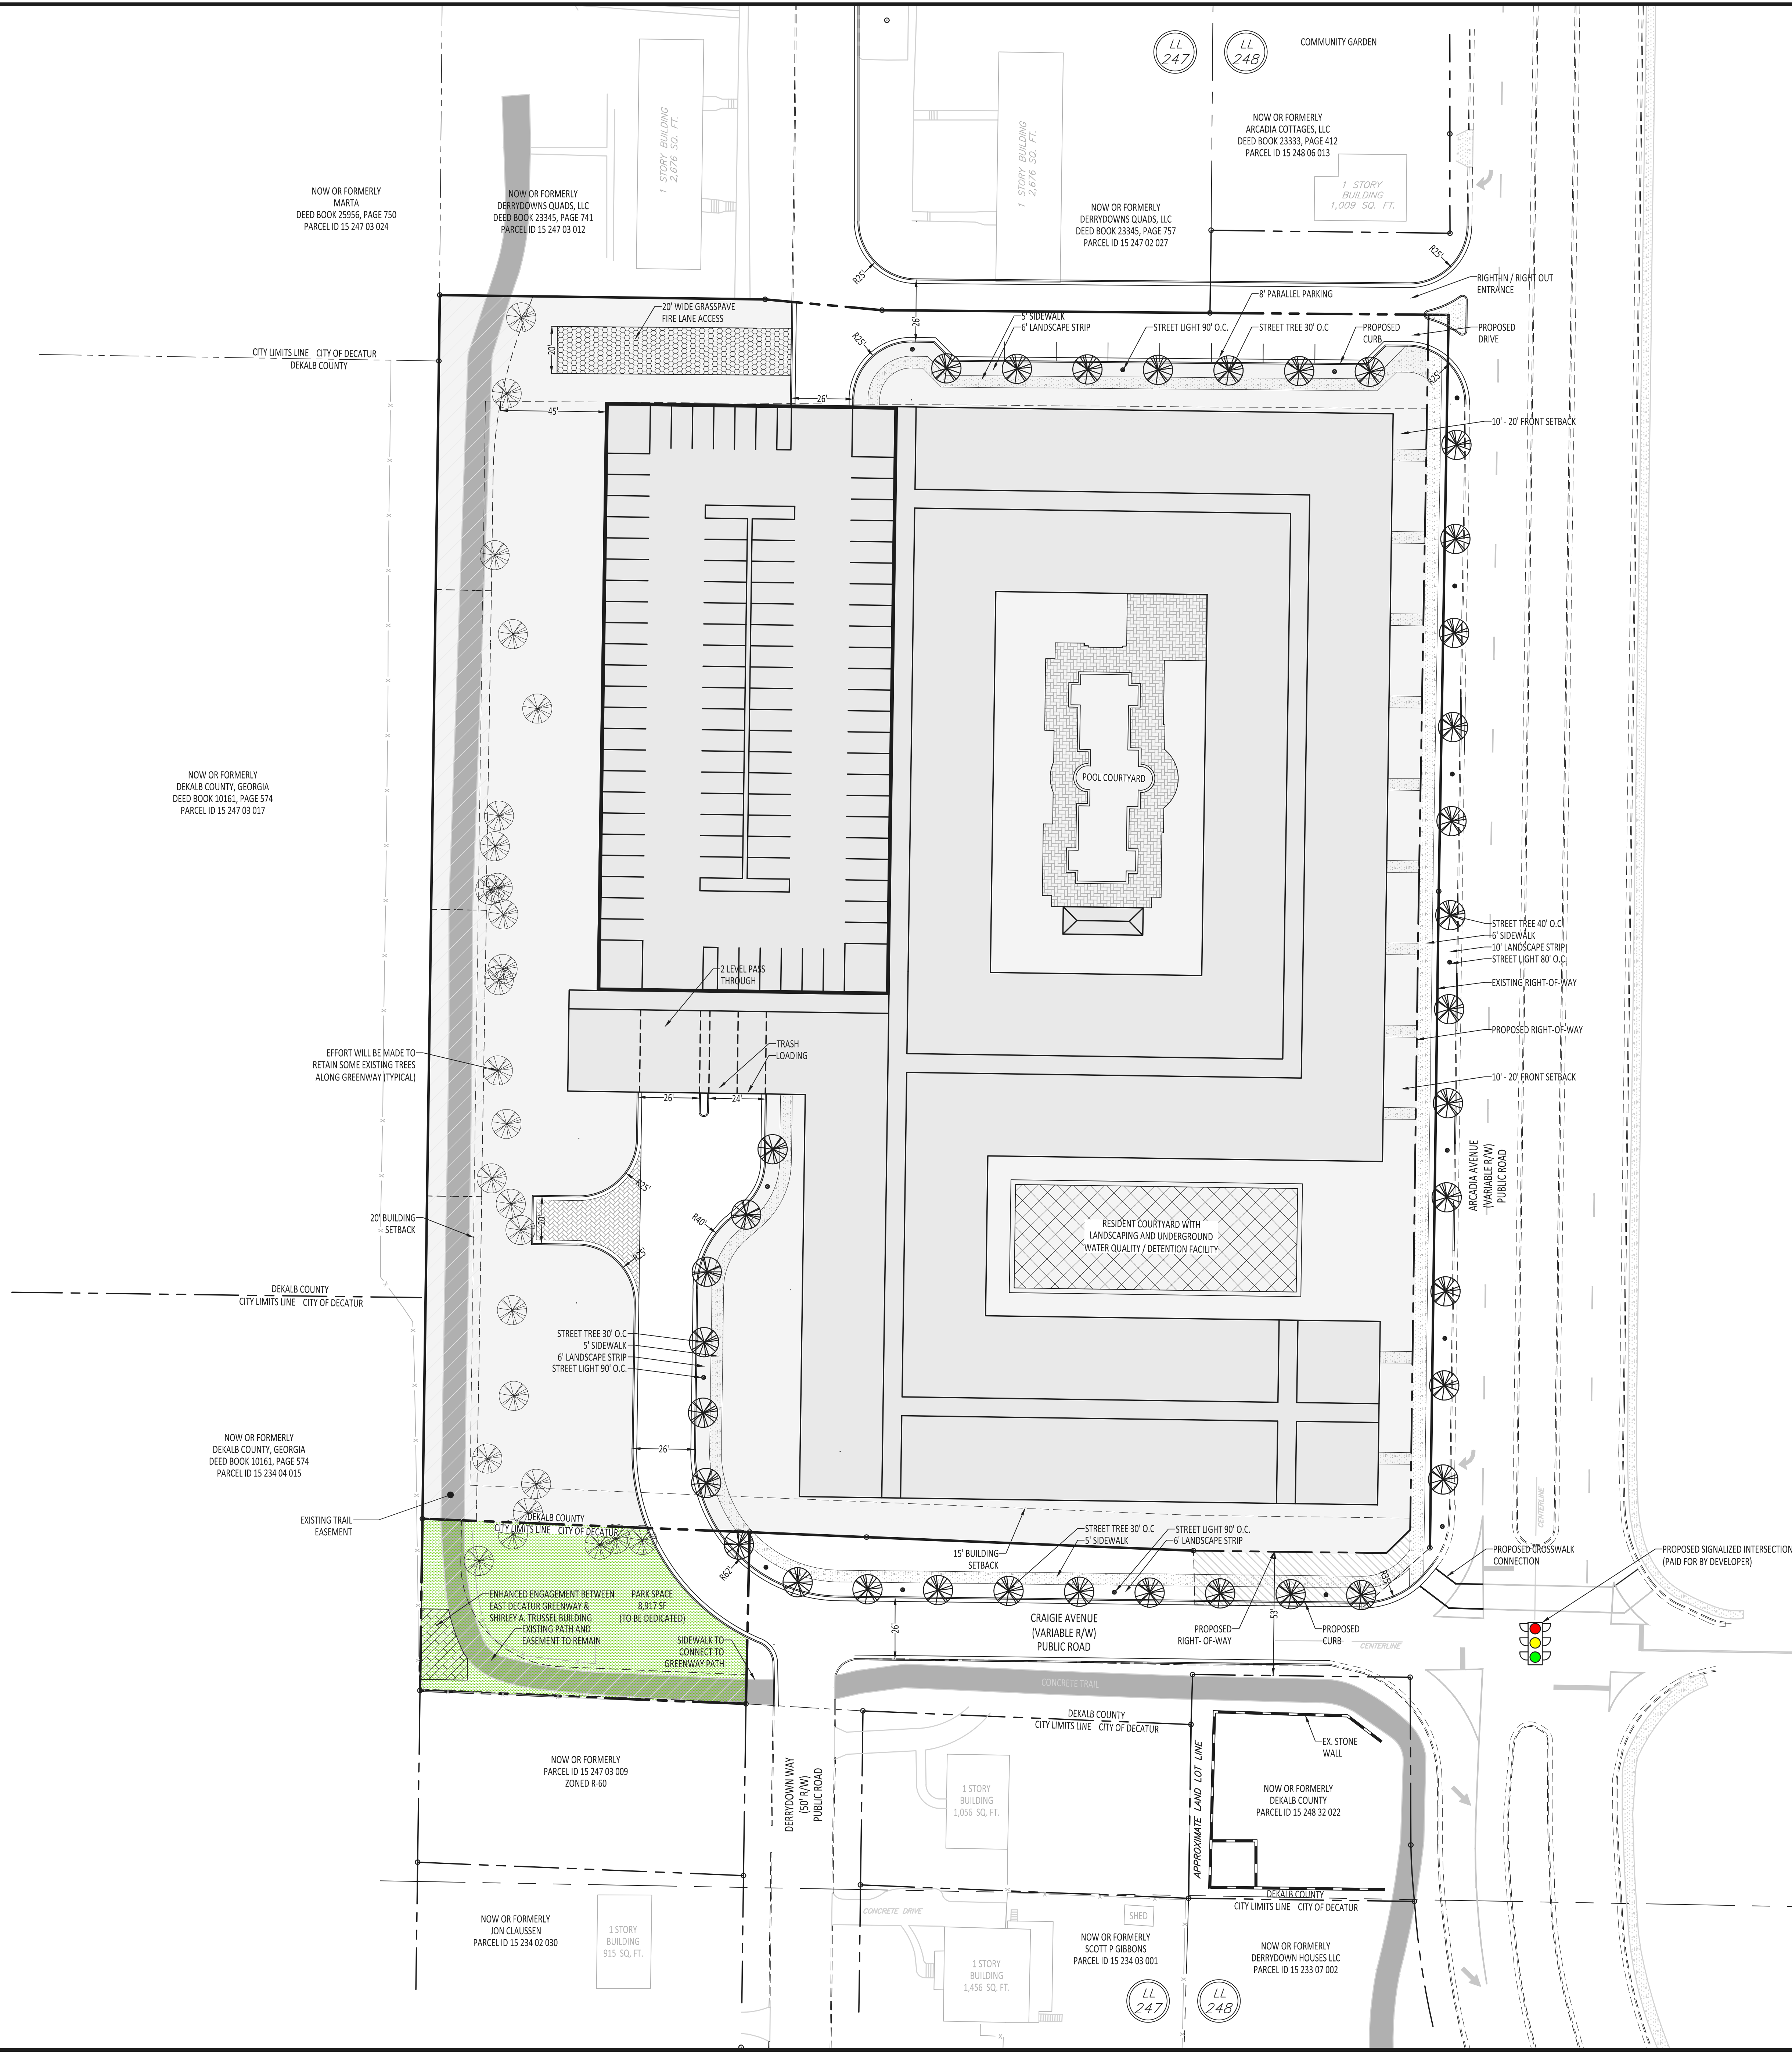 LL
247
LL
248
COMMUNITY GARDEN
1 STORY BUILDING
2,676 SQ. FT.
1 STORY BUILDING
2,676 SQ. FT.
NOW OR FORMERLY
ARCADIA COTTAGES, LLC
DEED BOOK 23333, PAGE 412
PARCEL ID 15 248 06 013
1 STORY
BUILDING
1,009 SQ. FT.
NOW OR FORMERLY
MARTA
DEED BOOK 25956, PAGE 750
PARCEL ID 15 247 03 024
NOW OR FORMERLY
DERRYDOWNS QUADS, LLC
DEED BOOK 23345, PAGE 741
PARCEL ID 15 247 03 012
NOW OR FORMERLY
DERRYDOWNS QUADS, LLC
DEED BOOK 23345, PAGE 757
PARCEL ID 15 247 02 027
R25'
R25'
RIGHT-IN / RIGHT OUT
ENTRANCE
8' PARALLEL PARKING
20' WIDE GRASSPAVE
FIRE LANE ACCESS
26'
5' SIDEWALK
6' LANDSCAPE STRIP
STREET LIGHT 90' O.C.
STREET TREE 30' O.C
PROPOSED
CURB
PROPOSED
DRIVE
20'
R25'
R25'
CITY LIMITS LINE CITY OF DECATUR
DEKALB COUNTY
45'
26'
10' - 20' FRONT SETBACK
POOL COURTYARD
NOW OR FORMERLY
DEKALB COUNTY, GEORGIA
DEED BOOK 10161, PAGE 574
PARCEL ID 15 247 03 017
STREET TREE 40' O.C
6' SIDEWALK
10' LANDSCAPE STRIP
STREET LIGHT 80' O.C.
EXISTING RIGHT-OF-WAY
2 LEVEL PASS
THROUGH
PROPOSED RIGHT-OF-WAY
TRASH
LOADING
EFFORT WILL BE MADE TO
RETAIN SOME EXISTING TREES
ALONG GREENWAY (TYPICAL)
10' - 20' FRONT SETBACK
26'
24'
ARCADIA AVENUE
(VARIABLE R/W)
PUBLIC ROAD
R25'
20'
R40'
R25'
20' BUILDING
SETBACK
RESIDENT COURTYARD WITH
LANDSCAPING AND UNDERGROUND
WATER QUALITY / DETENTION FACILITY
DEKALB COUNTY
CITY LIMITS LINE CITY OF DECATUR
STREET TREE 30' O.C
5' SIDEWALK
6' LANDSCAPE STRIP
STREET LIGHT 90' O.C.
26'
NOW OR FORMERLY
DEKALB COUNTY, GEORGIA
DEED BOOK 10161, PAGE 574
PARCEL ID 15 234 04 015
EXISTING TRAIL
EASEMENT
DEKALB COUNTY
CITY LIMITS LINE CITY OF DECATUR
CENTERLINE
15' BUILDING
SETBACK
STREET TREE 30' O.C
5' SIDEWALK
STREET LIGHT 90' O.C.
6' LANDSCAPE STRIP
PROPOSED CROSSWALK
CONNECTION
PROPOSED SIGNALIZED INTERSECTION
(PAID FOR BY DEVELOPER)
R62'
R35'
ENHANCED ENGAGEMENT BETWEEN
EAST DECATUR GREENWAY &
SHIRLEY A. TRUSSEL BUILDING
EXISTING PATH AND
EASEMENT TO REMAIN
PARK SPACE
8,917 SF
(TO BE DEDICATED)
SIDEWALK TO
CONNECT TO
GREENWAY PATH
26'
CRAIGIE AVENUE
(VARIABLE R/W)
PUBLIC ROAD
PROPOSED
RIGHT- OF-WAY
53'
PROPOSED
CURB
CENTERLINE
CONCRETE TRAIL
DEKALB COUNTY
CITY LIMITS LINE CITY OF DECATUR
EX. STONE
WALL
NOW OR FORMERLY
PARCEL ID 15 247 03 009
ZONED R-60
DERRYDOWN WAY
(50' R/W)
PUBLIC ROAD
1 STORY
BUILDING
1,056 SQ. FT.
APPROXIMATE LAND LOT LINE
NOW OR FORMERLY
DEKALB COUNTY
PARCEL ID 15 248 32 022
DEKALB COUNTY
CITY LIMITS LINE CITY OF DECATUR
CONCRETE DRIVE
SHED
NOW OR FORMERLY
JON CLAUSSEN
PARCEL ID 15 234 02 030
1 STORY
BUILDING
915 SQ. FT.
1 STORY
BUILDING
1,456 SQ. FT.
NOW OR FORMERLY
SCOTT P GIBBONS
PARCEL ID 15 234 03 001
NOW OR FORMERLY
DERRYDOWN HOUSES LLC
PARCEL ID 15 233 07 002
LL
247
LL
248